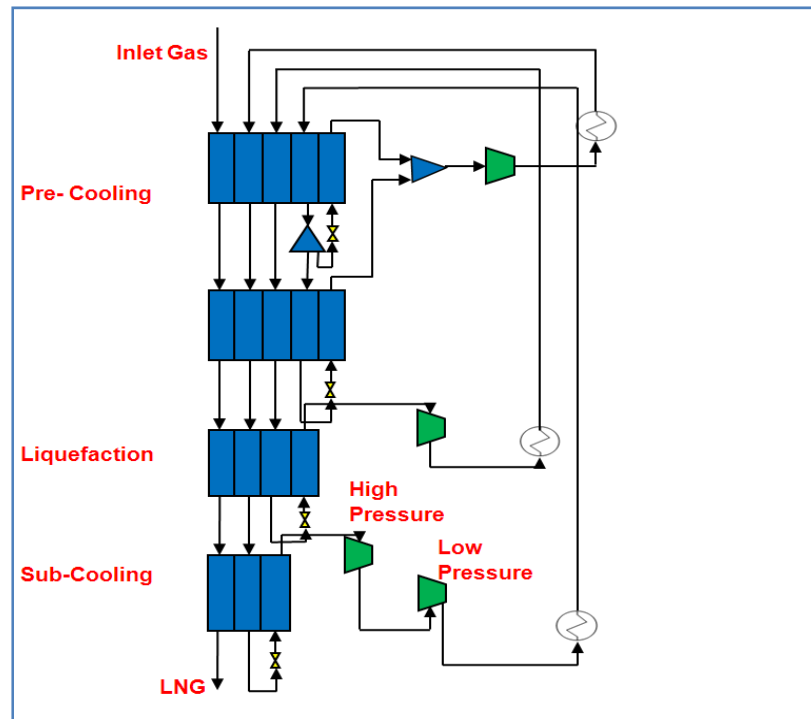 Inlet Gas
Pre- Cooling
Liquefaction
High
Pressure
Low
Pressure
Sub-Cooling
LNG